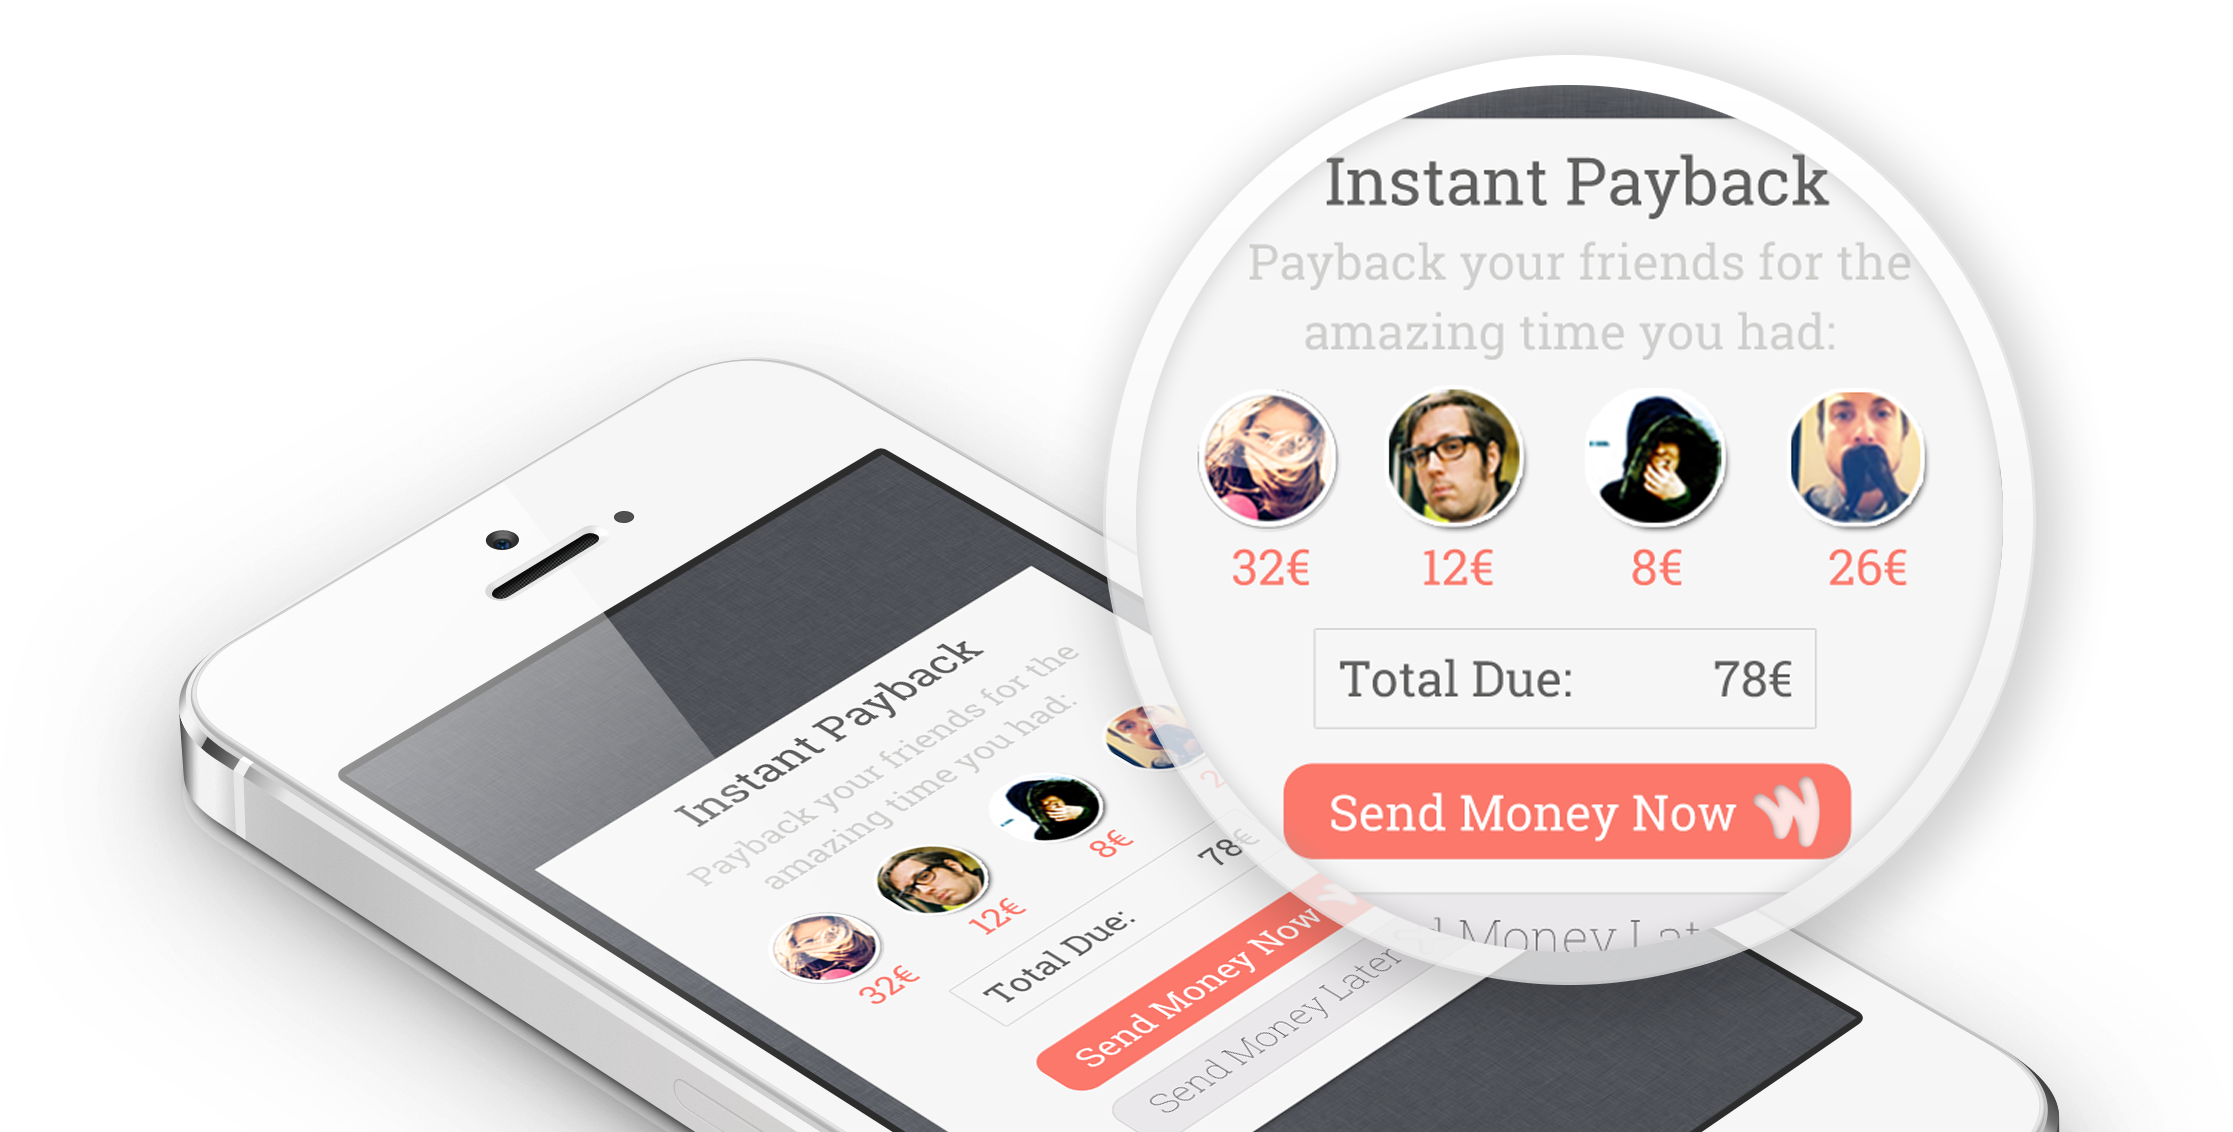 Instant Payback
Payback your friends for the
amazing time you had:
32€ 12€ 8€ 26€
Total Due: 78€
Send Money Now
Money
Instant Payback
Payback your friends for the
amazing time you had:
32€ 12€ 8€
Total Due: 78€
Send Money Now
Send Money Later